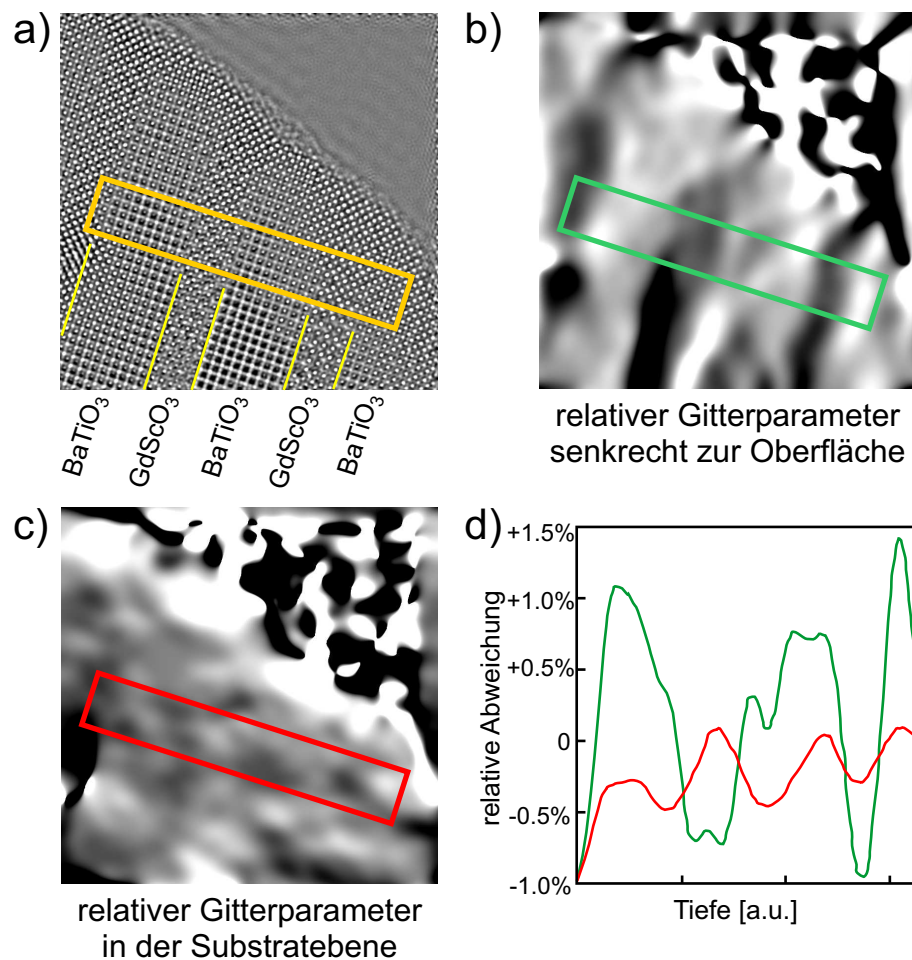 a)
b)
BaTiO3
GdScO3
BaTiO3
GdScO3
BaTiO3
relativer Gitterparameter
senkrecht zur Oberfläche
c)
d)
relative Abweichung
+1.5%
+1.0%
+0.5%
0
-0.5%
-1.0%
Tiefe [a.u.]
relativer Gitterparameter
in der Substratebene